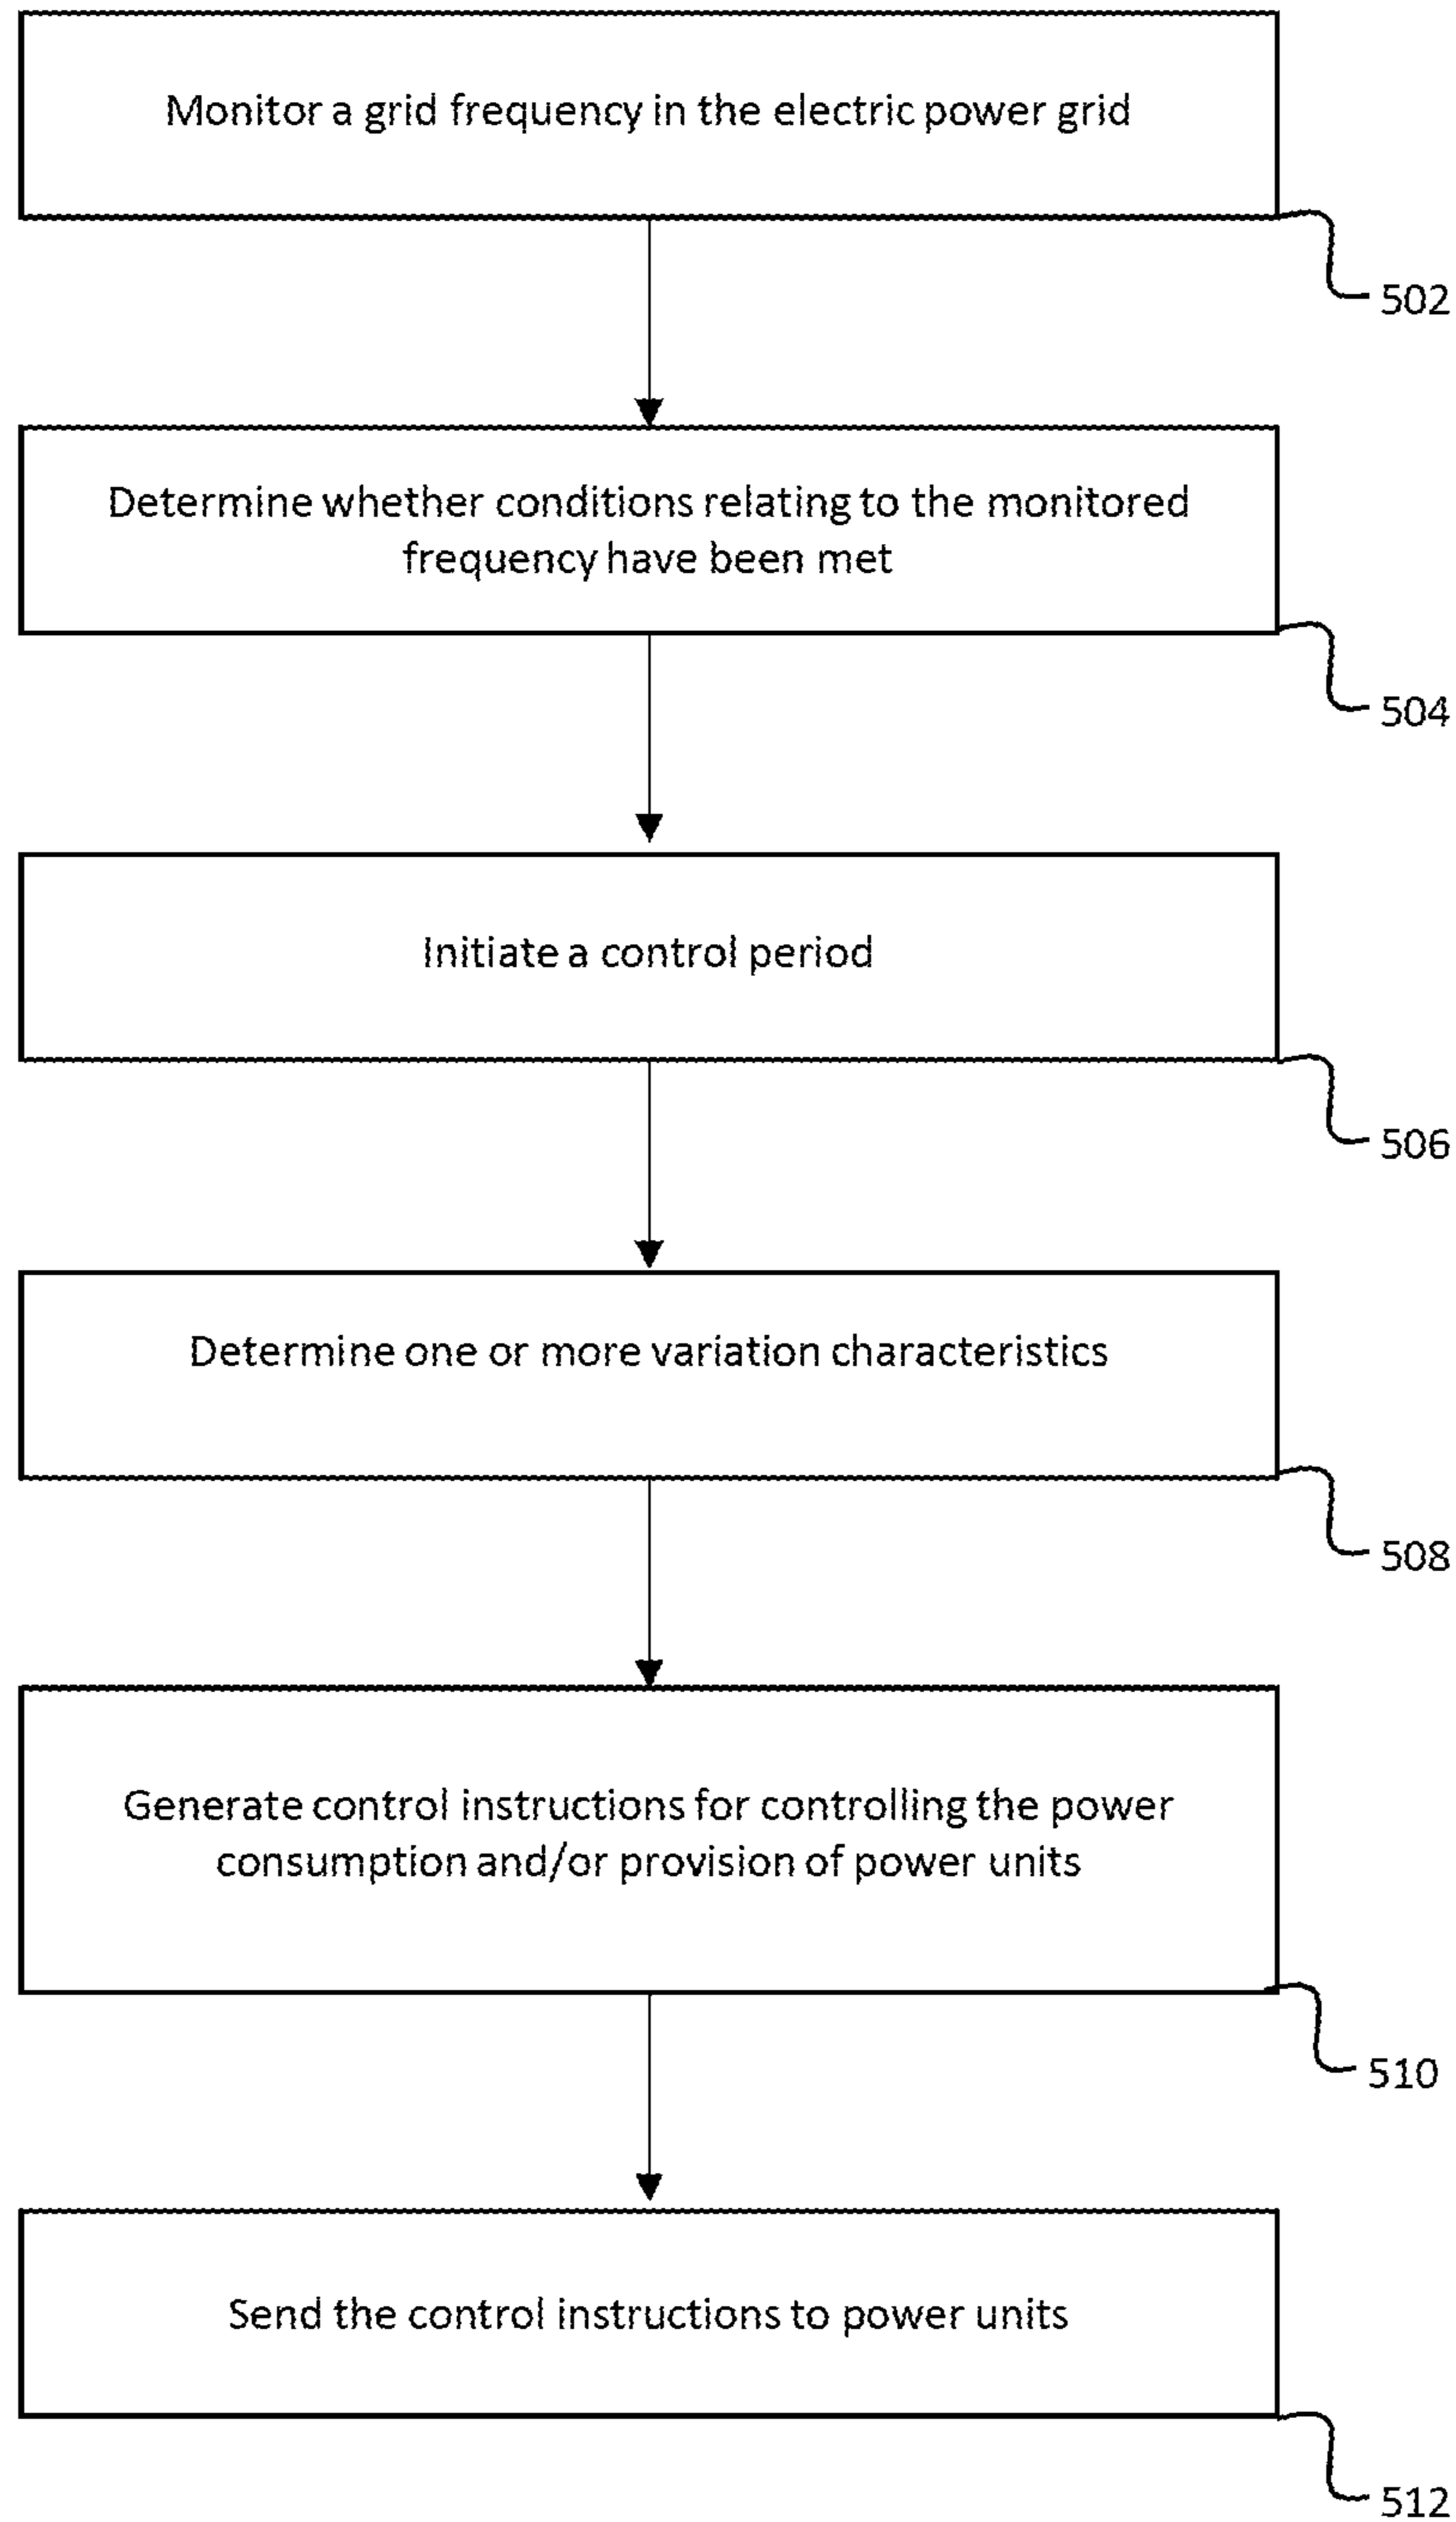 Monitor a grid frequency in the electric power grid
502
Determine whether conditions relating to the monitored
frequency have been met
504
Initiate a control period
506
Determine one or more variation characteristics
508
Generate control instructions for controlling the power
consumption and/or provision of power units
510
Send the control instructions to power units
512